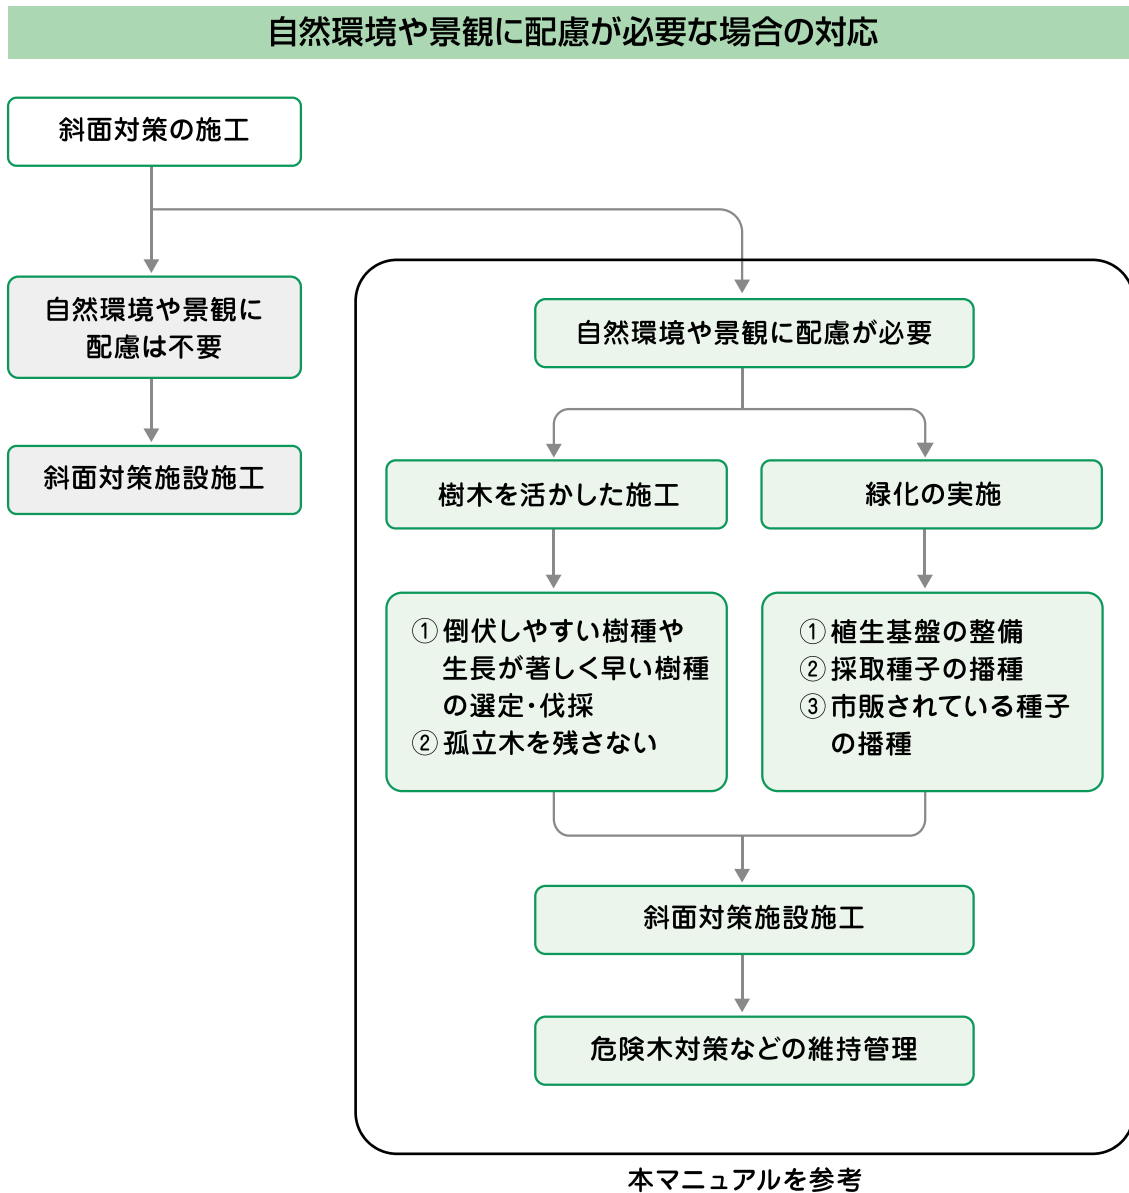 自然環境や景観に配慮が必要な場合の対応
斜面対策の施工
自然環境や景観に
配慮は不要
斜面対策施設施工
自然環境や景観に配慮が必要
樹木を活かした施工
緑化の実施
①倒伏しやすい樹種や
生長が著しく早い樹種
の選定・伐採
②孤立木を残さない
①植生基盤の整備
②採取種子の播種
③市販されている種子
の播種
斜面対策施設施工
危険木対策などの維持管理
本マニュアルを参考